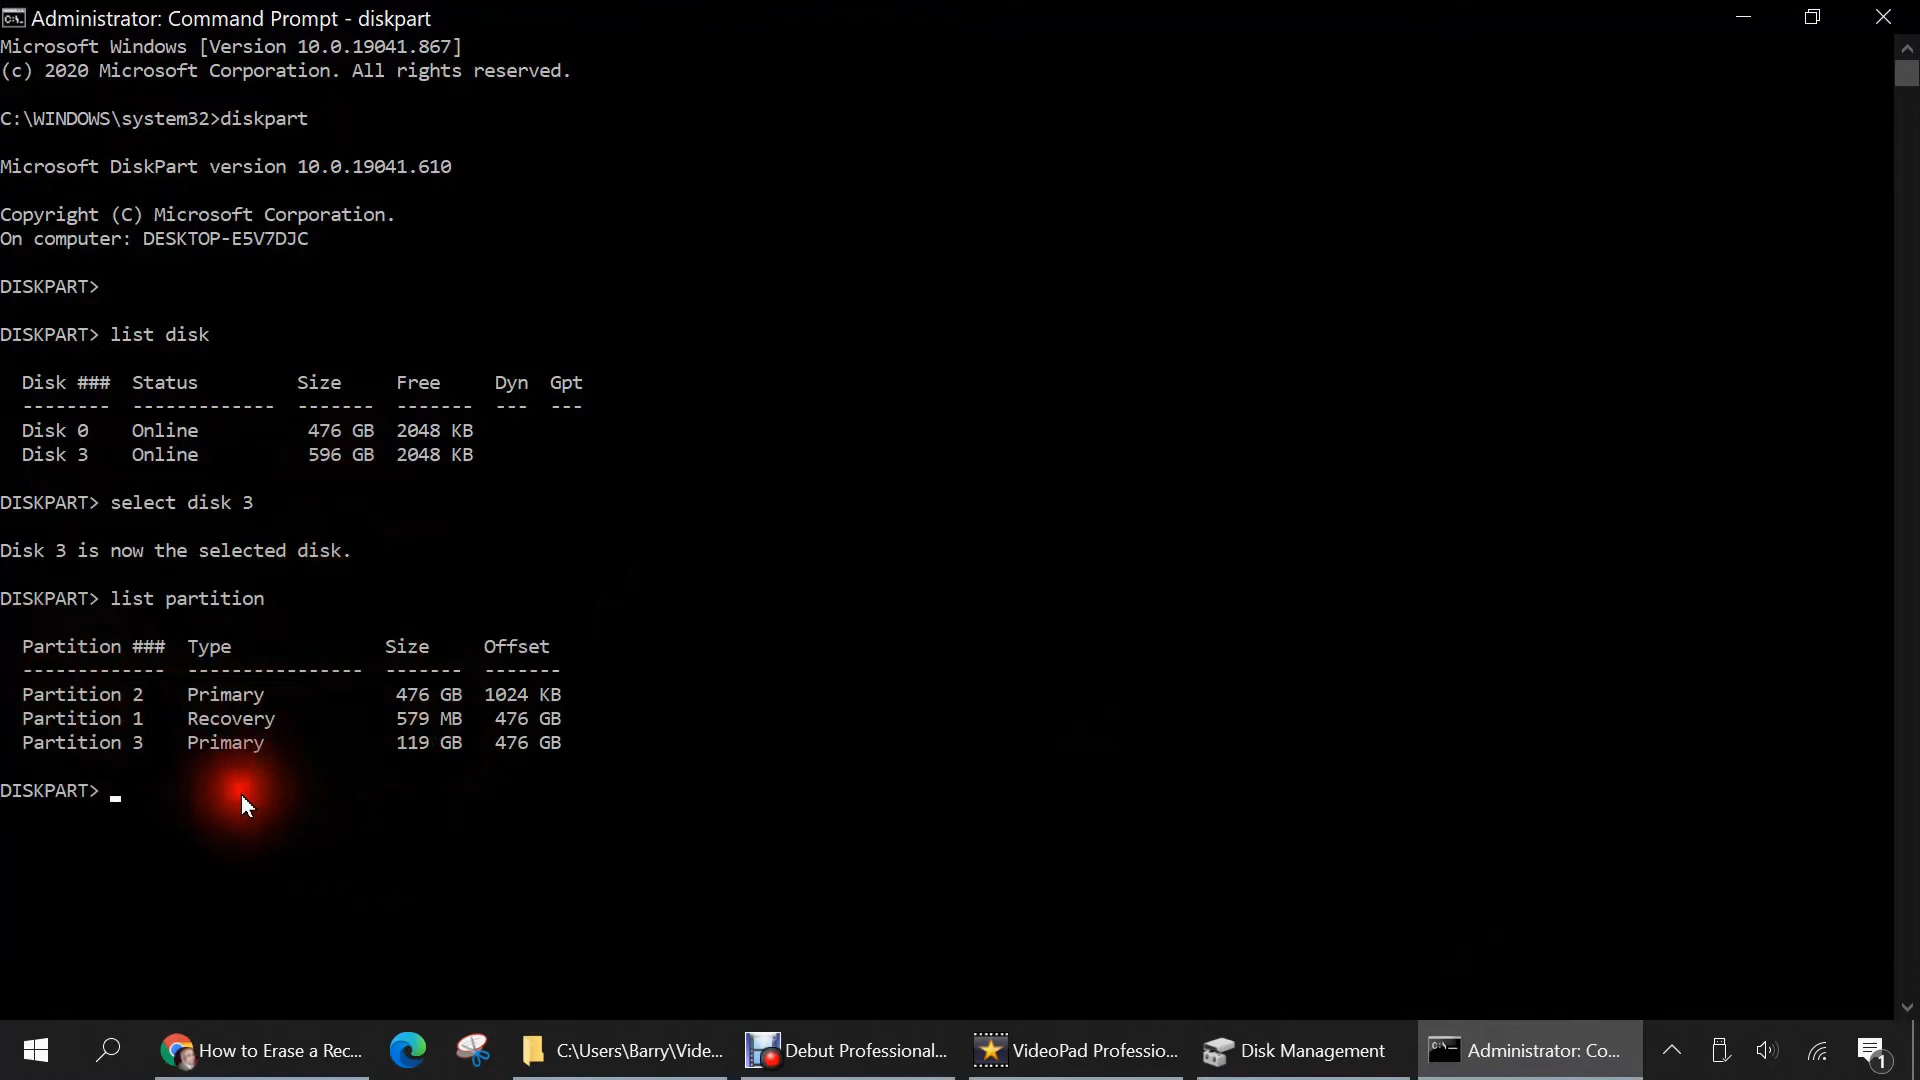 Administrator: Command Prompt - diskpart
Microsoft Windows [Version 10.0.19041.867]
(c) 2020 Microsoft Corporation. All rights reserved.
C:\WINDOWS\system32>diskpart
Microsoft DiskPart version 10.0.19041.610
Copyright (C) Microsoft Corporation.
On computer: DESKTOP-E5V7DJC
DISKPART>
DISKPART> list disk
Disk ###  Status         Size     Free     Dyn  Gpt
--------  -------------  -------  -------  ---  ---
Disk 0    Online          476 GB  2048 KB
Disk 3    Online          596 GB  2048 KB
DISKPART> select disk 3
Disk 3 is now the selected disk.
DISKPART> list partition
Partition ###  Type              Size     Offset
-------------  ----------------  -------  -------
Partition 2    Primary            476 GB  1024 KB
Partition 1    Recovery           579 MB   476 GB
Partition 3    Primary            119 GB   476 GB
DISKPART>
How to Erase a Rec... C:\Users\Barry\Vide... Debut Professional... VideoPad Professio... Disk Management Administrator: Co... 1